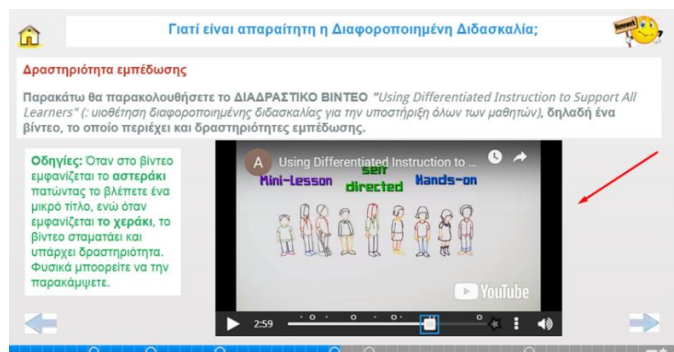 Γιατί είναι απαραίτητη η Διαφοροποιημένη Διδασκαλία;
Δραστηριότητα εμπέδωσης
Παρακάτω θα παρακολουθήσετε το ΔΙΑΔΡΑΣΤΙΚΟ ΒΙΝΤΕΟ "Using Differentiated Instruction to Support All
Learners" (: υιοθέτηση διαφοροποιημένης διδασκαλίας για την υποστήριξη όλων των μαθητών), δηλαδή ένα
βίντεο, το οποίο περιέχει και δραστηριότητες εμπέδωσης.
Οδηγίες: Όταν στο βίντεο
εμφανίζεται το αστεράκι
πατώντας το βλέπετε ένα
μικρό τίτλο, ενώ όταν
εμφανίζεται το χεράκι, το
βίντεο σταματάει και
υπάρχει δραστηριότητα.
Φυσικά μποορείτε να την
παρακάμψετε.
A Using Differentiated Instruction to ...
Mini-Lesson self directed Hands-on
YouTube
2:59